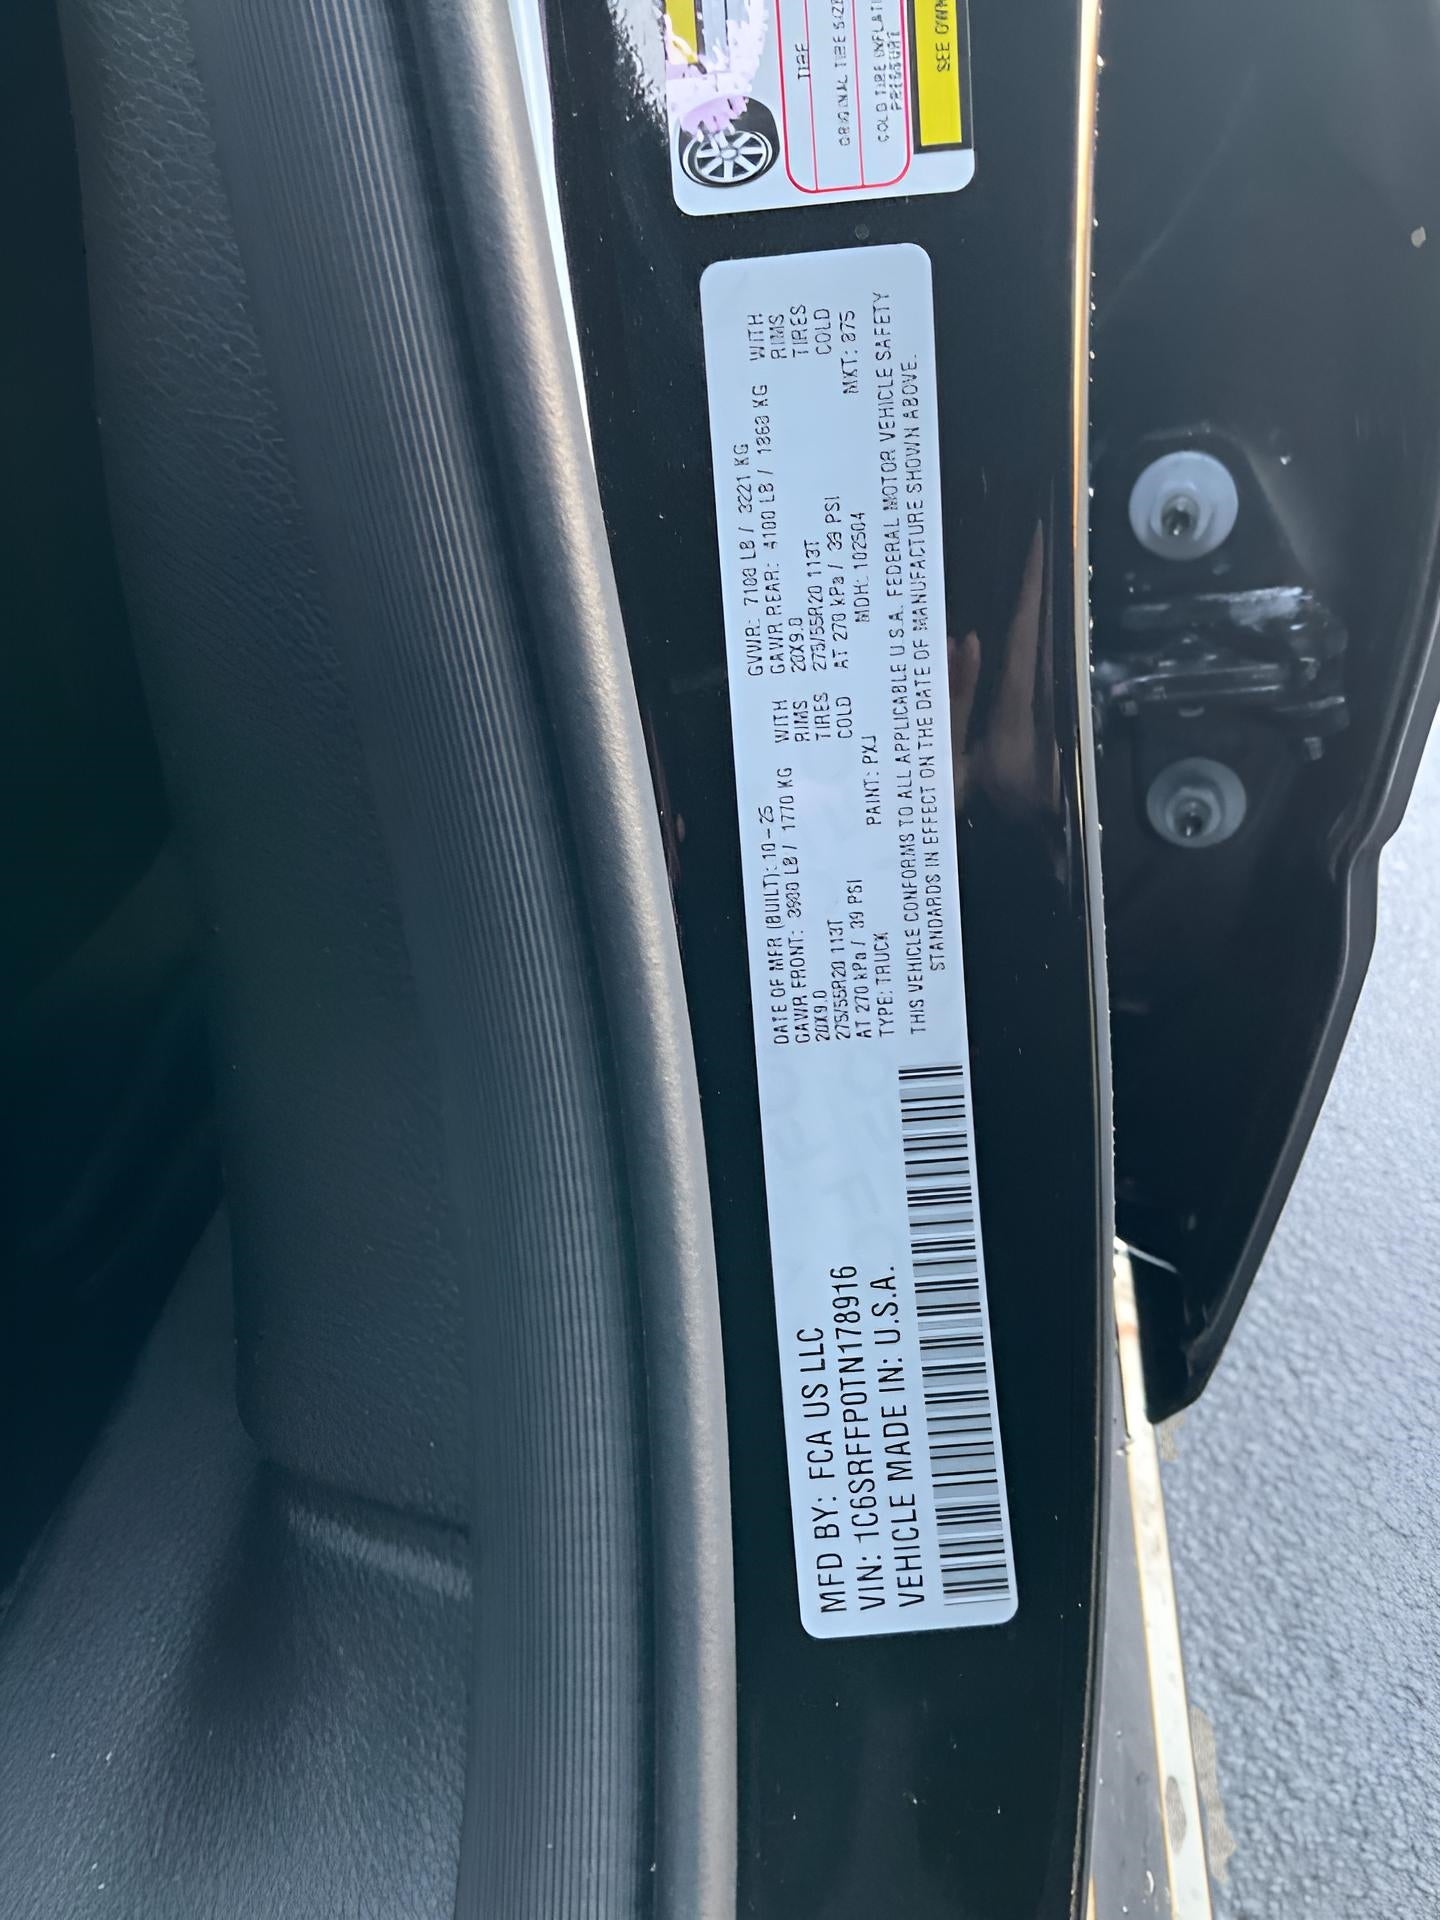 TIRE
ORIGINAL TIRE SIZE
COLD TIRE INFLATI
PRESSURE
SEE OWN
MFD BY: FCA US LLC
VIN: 1C6SRFFP0TN178916
VEHICLE MADE IN: U.S.A.
DATE OF MFR (BUILT): 10-25 GVWR: 7100 LB / 3221 KG
GAWR FRONT: 3900 LB / 1770 KG WITH GAWR REAR: 4100 LB / 1860 KG WITH
20X9.0 RIMS 20X9.0 RIMS
275/55R20 113T TIRES 275/55R20 113T TIRES
AT 270 kPa / 39 PSI COLD AT 270 kPa / 39 PSI COLD
TYPE: TRUCK PAINT: PXJ MDH: 102504 MKT: 875
THIS VEHICLE CONFORMS TO ALL APPLICABLE U.S.A. FEDERAL MOTOR VEHICLE SAFETY
STANDARDS IN EFFECT ON THE DATE OF MANUFACTURE SHOWN ABOVE.